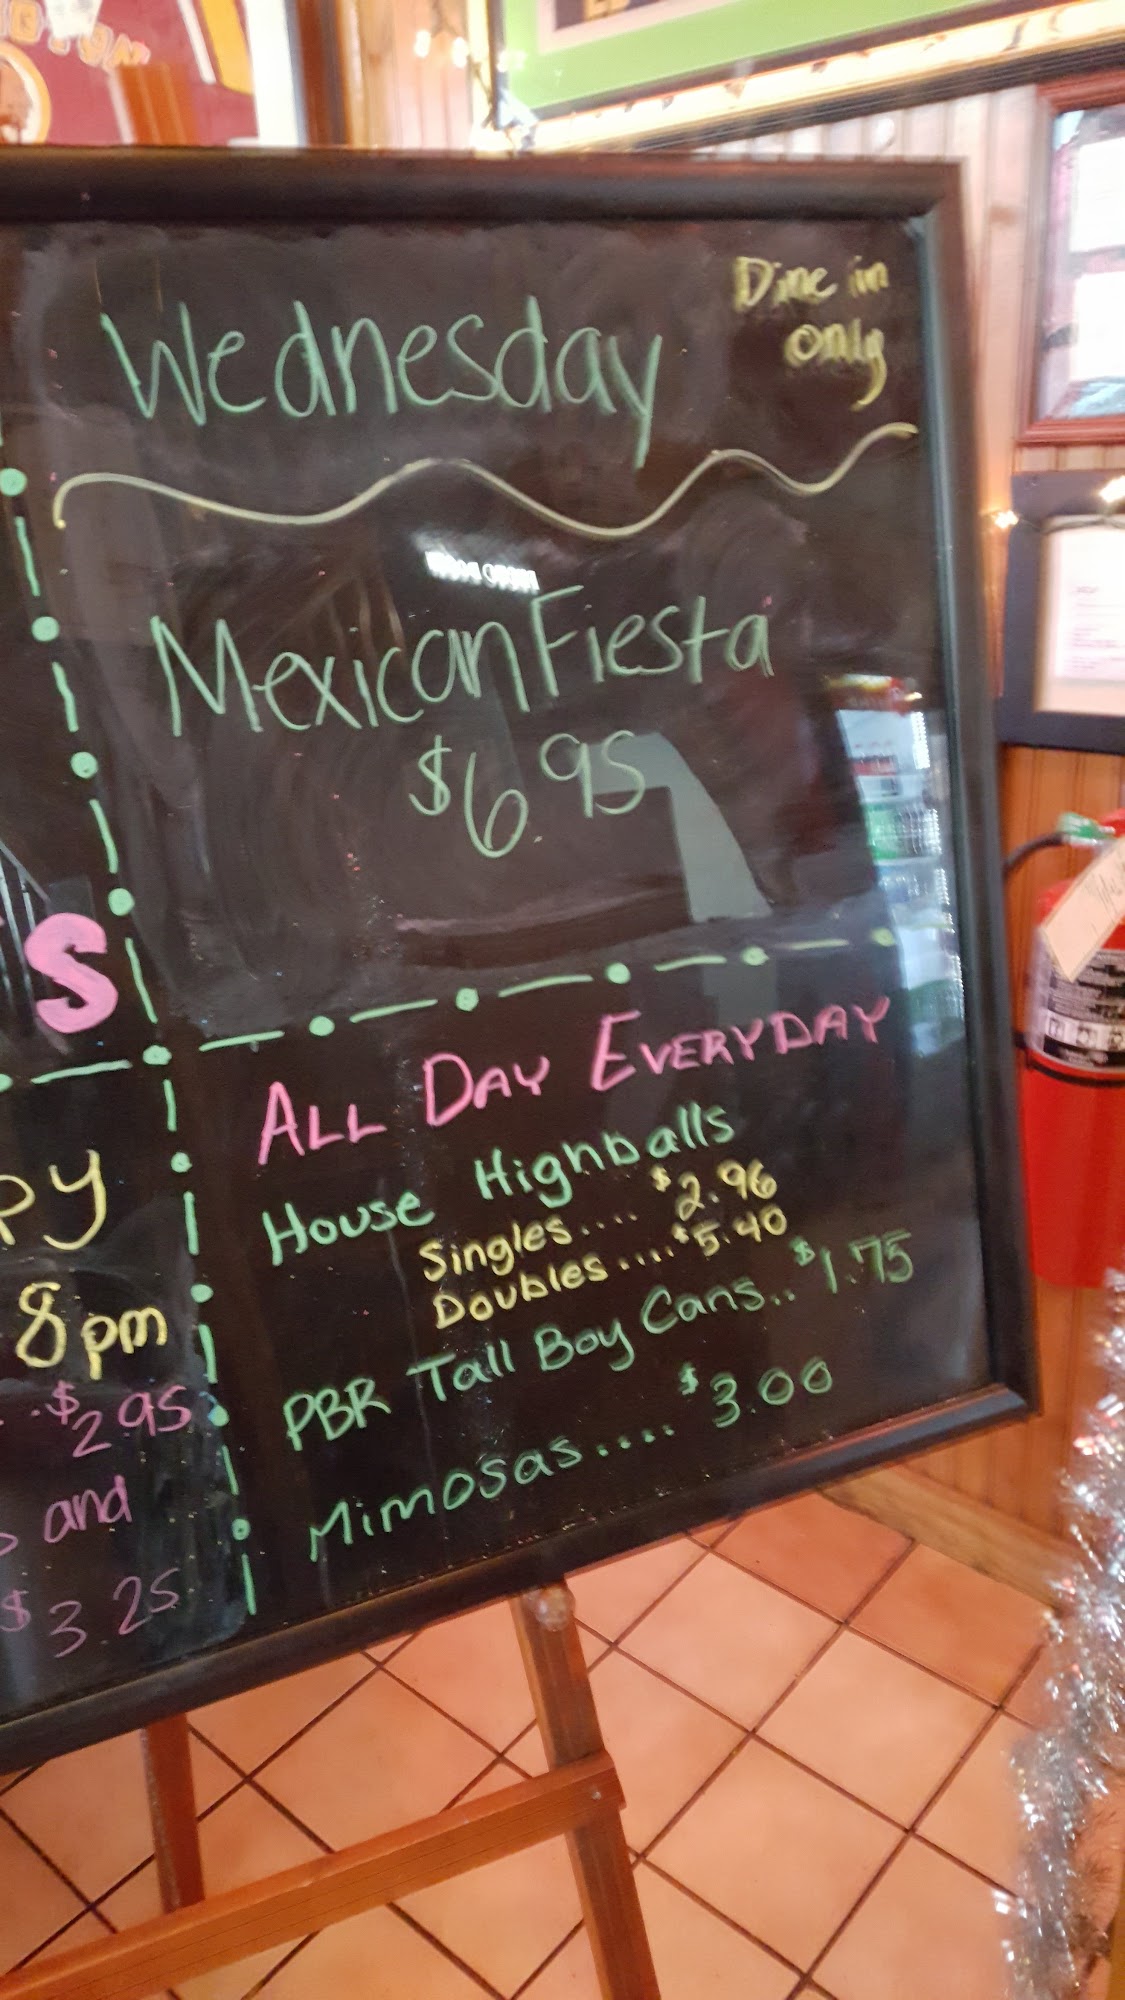 Wednesday
Dine in
only
Mexican Fiesta
$6.95
S
ALL DAY EVERYDAY
House Highballs
Singles.... $2.96
Doubles....$5.40
PBR Tall Boy Cans.. $1.75
Mimosas.... $3.00
PY
8pm
..$2.95
and
$3.25